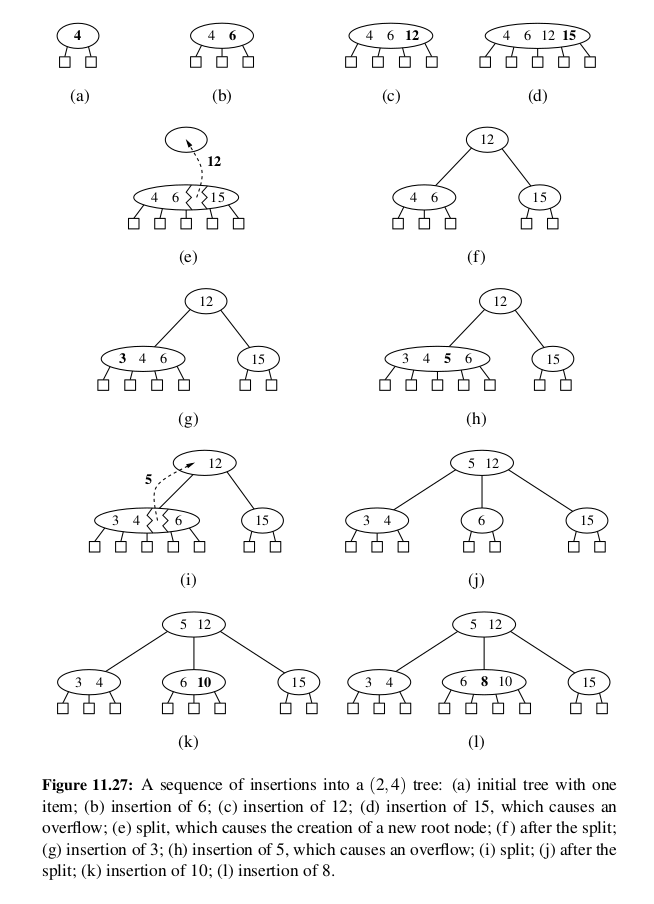 4
4 6
4 6 12
4 6 12 15
(a)
(b)
(c)
(d)
12
4 6 15
(e)
12
4 6
15
(f)
12
3 4 6
15
(g)
12
3 4 5 6
15
(h)
5
12
3 4 6
15
(i)
5 12
3 4
6
15
(j)
5 12
3 4
6 10
15
(k)
5 12
3 4
6 8 10
15
(l)
Figure 11.27: A sequence of insertions into a (2,4) tree: (a) initial tree with one
item; (b) insertion of 6; (c) insertion of 12; (d) insertion of 15, which causes an
overflow; (e) split, which causes the creation of a new root node; (f) after the split;
(g) insertion of 3; (h) insertion of 5, which causes an overflow; (i) split; (j) after the
split; (k) insertion of 10; (l) insertion of 8.